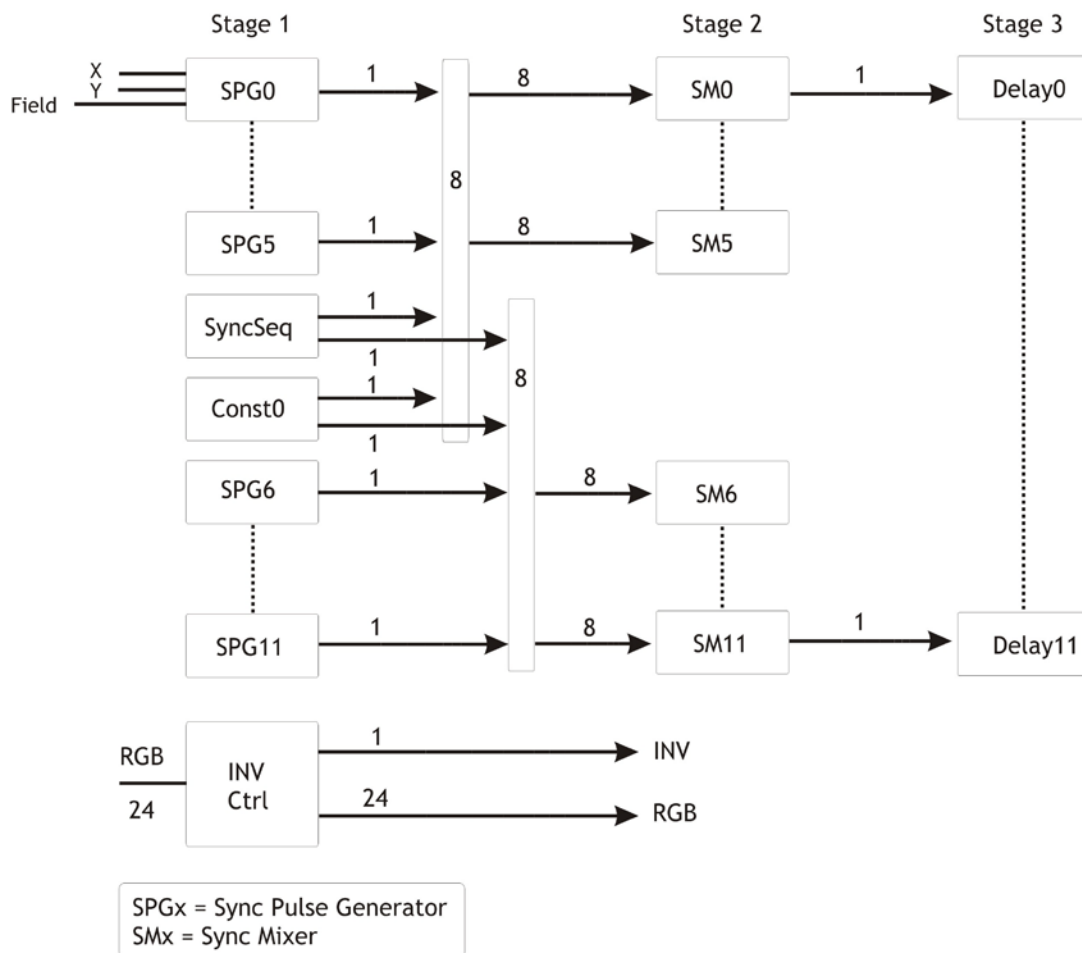 Stage 1 Stage 2 Stage 3
X
Y
Field
SPG0 1 8 SM0 1 Delay0
8
SPG5 1 8 SM5
SyncSeq 1
1
8
Const0 1
1
SPG6 1 8 SM6
SPG11 1 8 SM11 1 Delay11
RGB
24
INV
Ctrl
1 INV
24 RGB
SPGx = Sync Pulse Generator
SMx = Sync Mixer